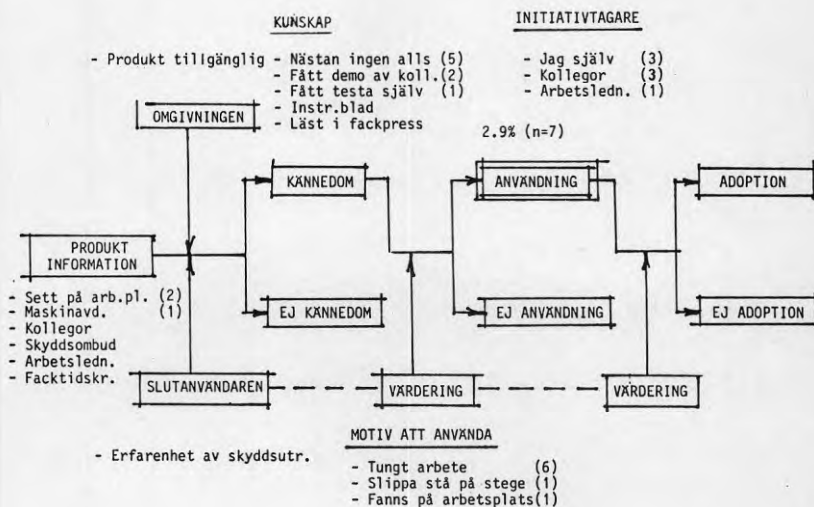 KUNSKAP
INITIATIVTAGARE
- Produkt tillgänglig
- Nästan ingen alls (5)
- Fått demo av koll.(2)
- Fått testa själv (1)
- Instr.blad
- Läst i fackpress
- Jag själv (3)
- Kollegor (3)
- Arbetsledn. (1)
OMGIVNINGEN
2.9% (n=7)
KÄNNEDOM
ANVÄNDNING
ADOPTION
PRODUKT
INFORMATION
- Sett på arb.pl. (2)
- Maskinavd. (1)
- Kollegor
- Skyddsombud
- Arbetsledn.
- Facktidskr.
EJ KÄNNEDOM
EJ ANVÄNDNING
EJ ADOPTION
SLUTANVÄNDAREN
VÄRDERING
VÄRDERING
MOTIV ATT ANVÄNDA
- Erfarenhet av skyddsutr.
- Tungt arbete (6)
- Slippa stå på stege (1)
- Fanns på arbetsplats(1)